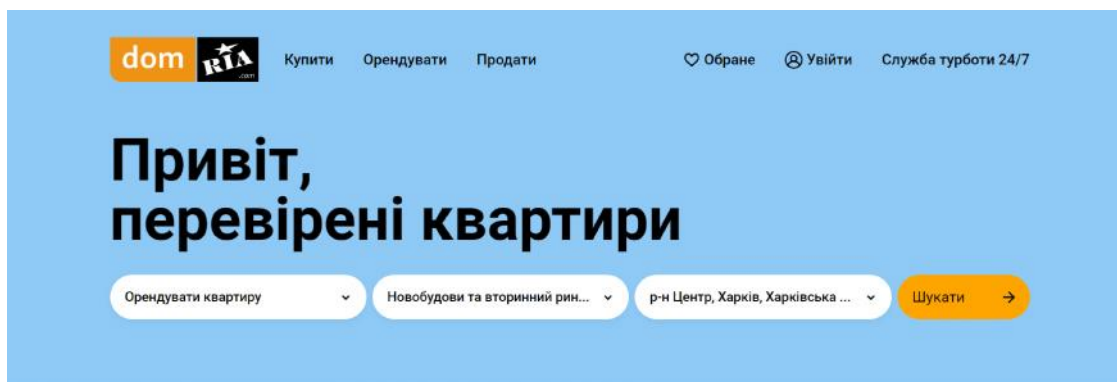 dom RIA .com Купити Орендувати Продати Обране Увійти Служба турботи 24/7
Привіт,
перевірені квартири
Орендувати квартиру Новобудови та вторинний рин... р-н Центр, Харків, Харківська ... Шукати